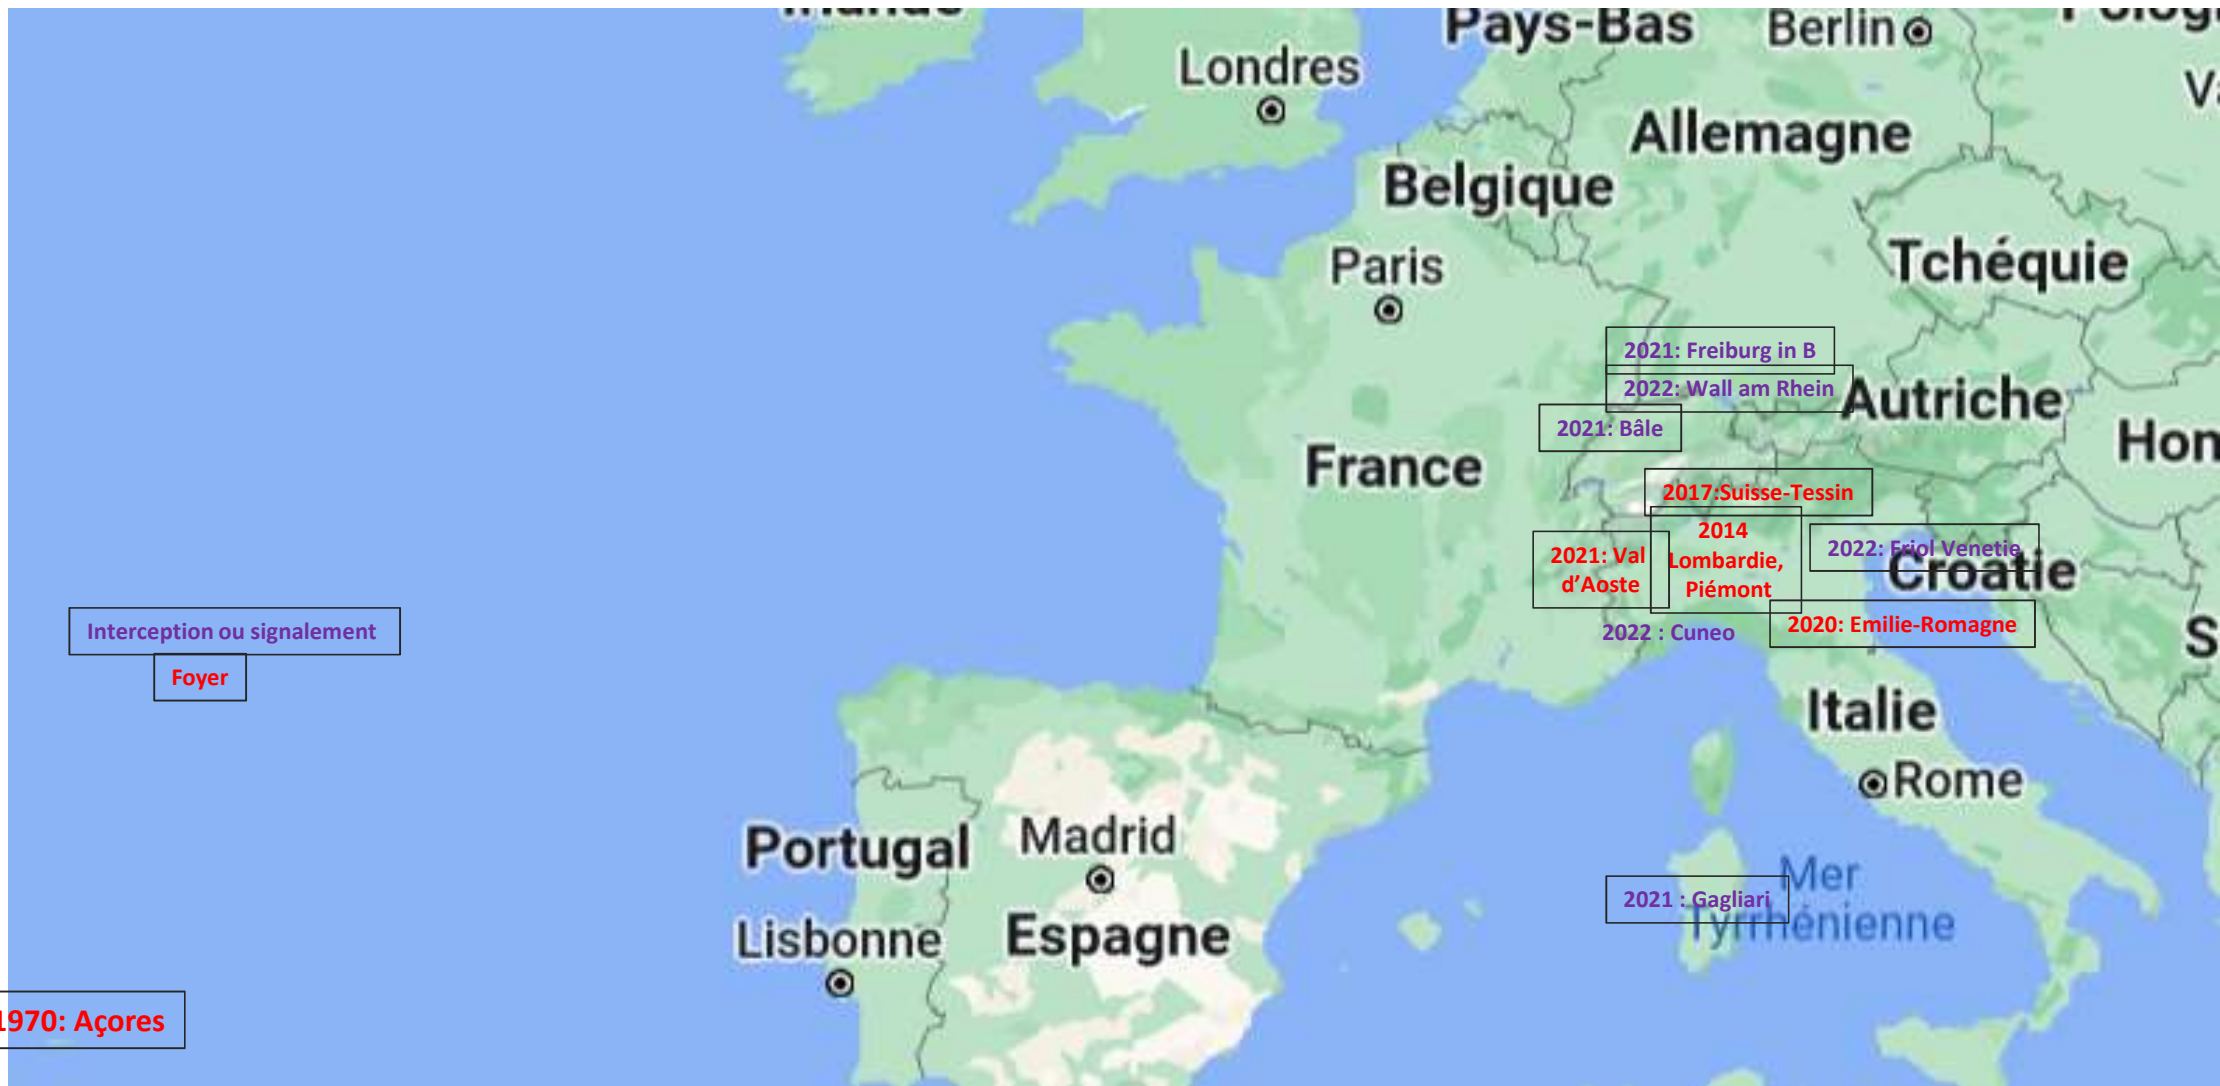 Pays-Bas
Berlin
Londres
Allemagne
Belgique
Tchéquie
Paris
2021: Freiburg in B
2022: Wall am Rhein
Autriche
2021: Bâle
France
2017:Suisse-Tessin
2014
Lombardie,
Piémont
2021: Val
d’Aoste
2022: Friol Venetie
Croatie
2022 : Cuneo
2020: Emilie-Romagne
Interception ou signalement
Foyer
Italie
Rome
Portugal
Madrid
Mer
Tyrrhénienne
2021 : Gagliari
Lisbonne
Espagne
1970: Açores